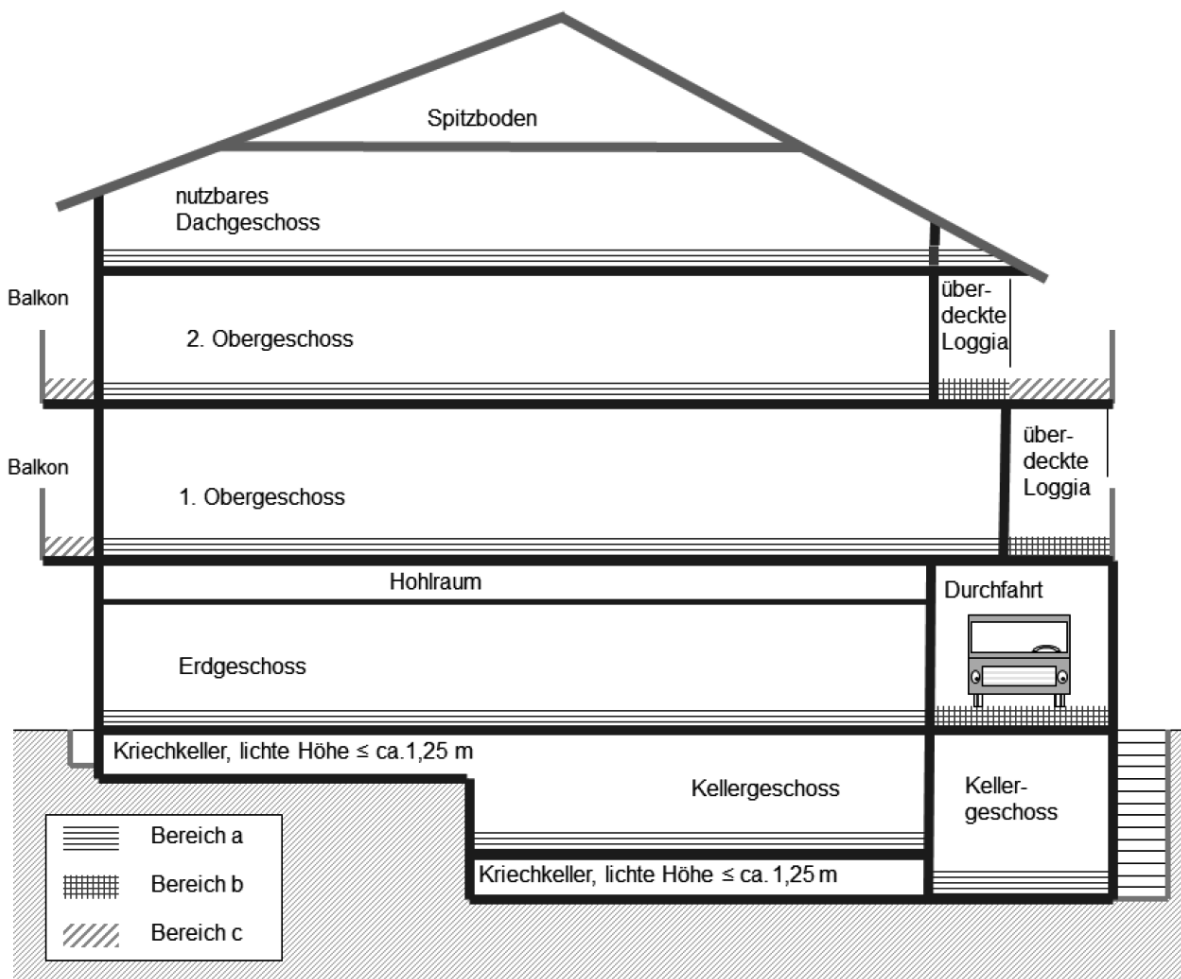 Spitzboden
nutzbares
Dachgeschoss
Balkon
2. Obergeschoss
über-
deckte
Loggia
Balkon
1. Obergeschoss
über-
deckte
Loggia
Hohlraum
Durchfahrt
Erdgeschoss
Kriechkeller, lichte Höhe ≤ ca.1,25 m
Kellergeschoss
Keller-
geschoss
Kriechkeller, lichte Höhe ≤ ca. 1,25 m
Bereich a
Bereich b
Bereich c